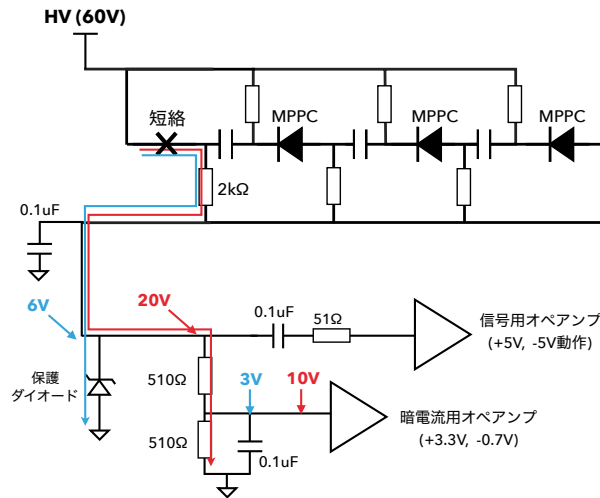 HV (60V)
短絡
MPPC
MPPC
MPPC
2kΩ
0.1uF
6V
20V
0.1uF
51Ω
信号用オペアンプ
(+5V, -5V動作)
保護
ダイオード
510Ω
3V
10V
510Ω
0.1uF
暗電流用オペアンプ
(+3.3V, -0.7V)